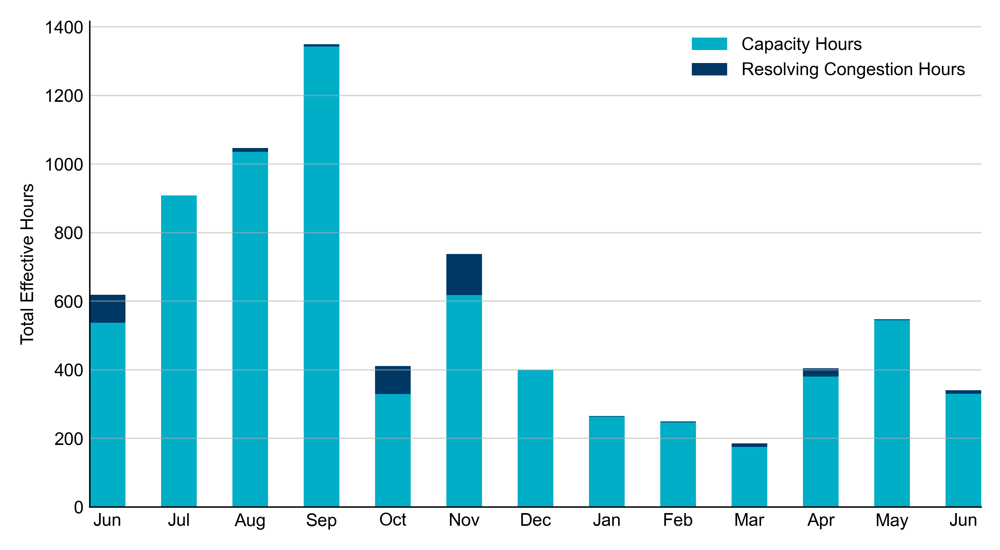 Total Effective Hours
1400
1200
1000
800
600
400
200
0
Capacity Hours
Resolving Congestion Hours
Jun Jul Aug Sep Oct Nov Dec Jan Feb Mar Apr May Jun